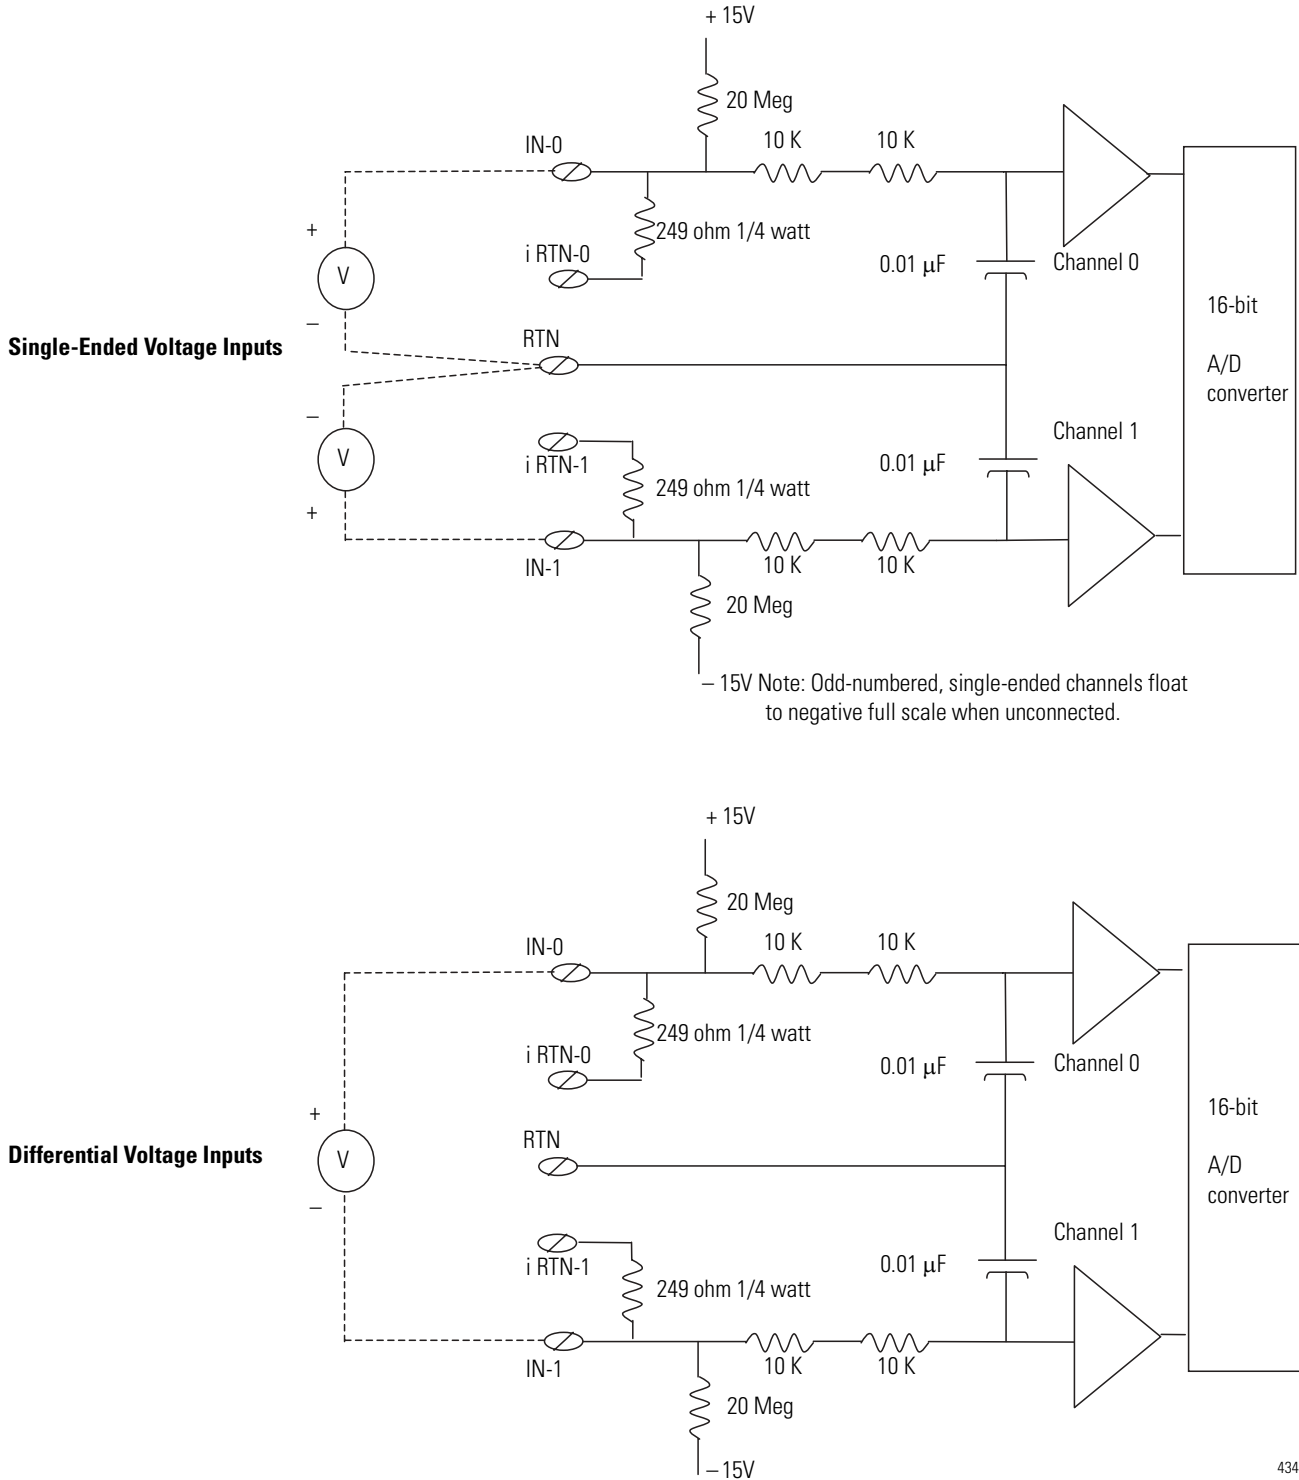 + 15V
20 Meg
10 K
10 K
IN-0
+
249 ohm 1/4 watt
i RTN-0
V
0.01 µF
Channel 0
16-bit
–
RTN
Single-Ended Voltage Inputs
A/D
converter
–
Channel 1
V
i RTN-1
0.01 µF
249 ohm 1/4 watt
+
IN-1
10 K
10 K
20 Meg
– 15V Note: Odd-numbered, single-ended channels float
to negative full scale when unconnected.
+ 15V
20 Meg
IN-0
10 K
10 K
249 ohm 1/4 watt
i RTN-0
0.01 µF
Channel 0
+
16-bit
RTN
Differential Voltage Inputs
V
A/D
converter
–
Channel 1
i RTN-1
0.01 µF
249 ohm 1/4 watt
IN-1
10 K
10 K
20 Meg
– 15V
434